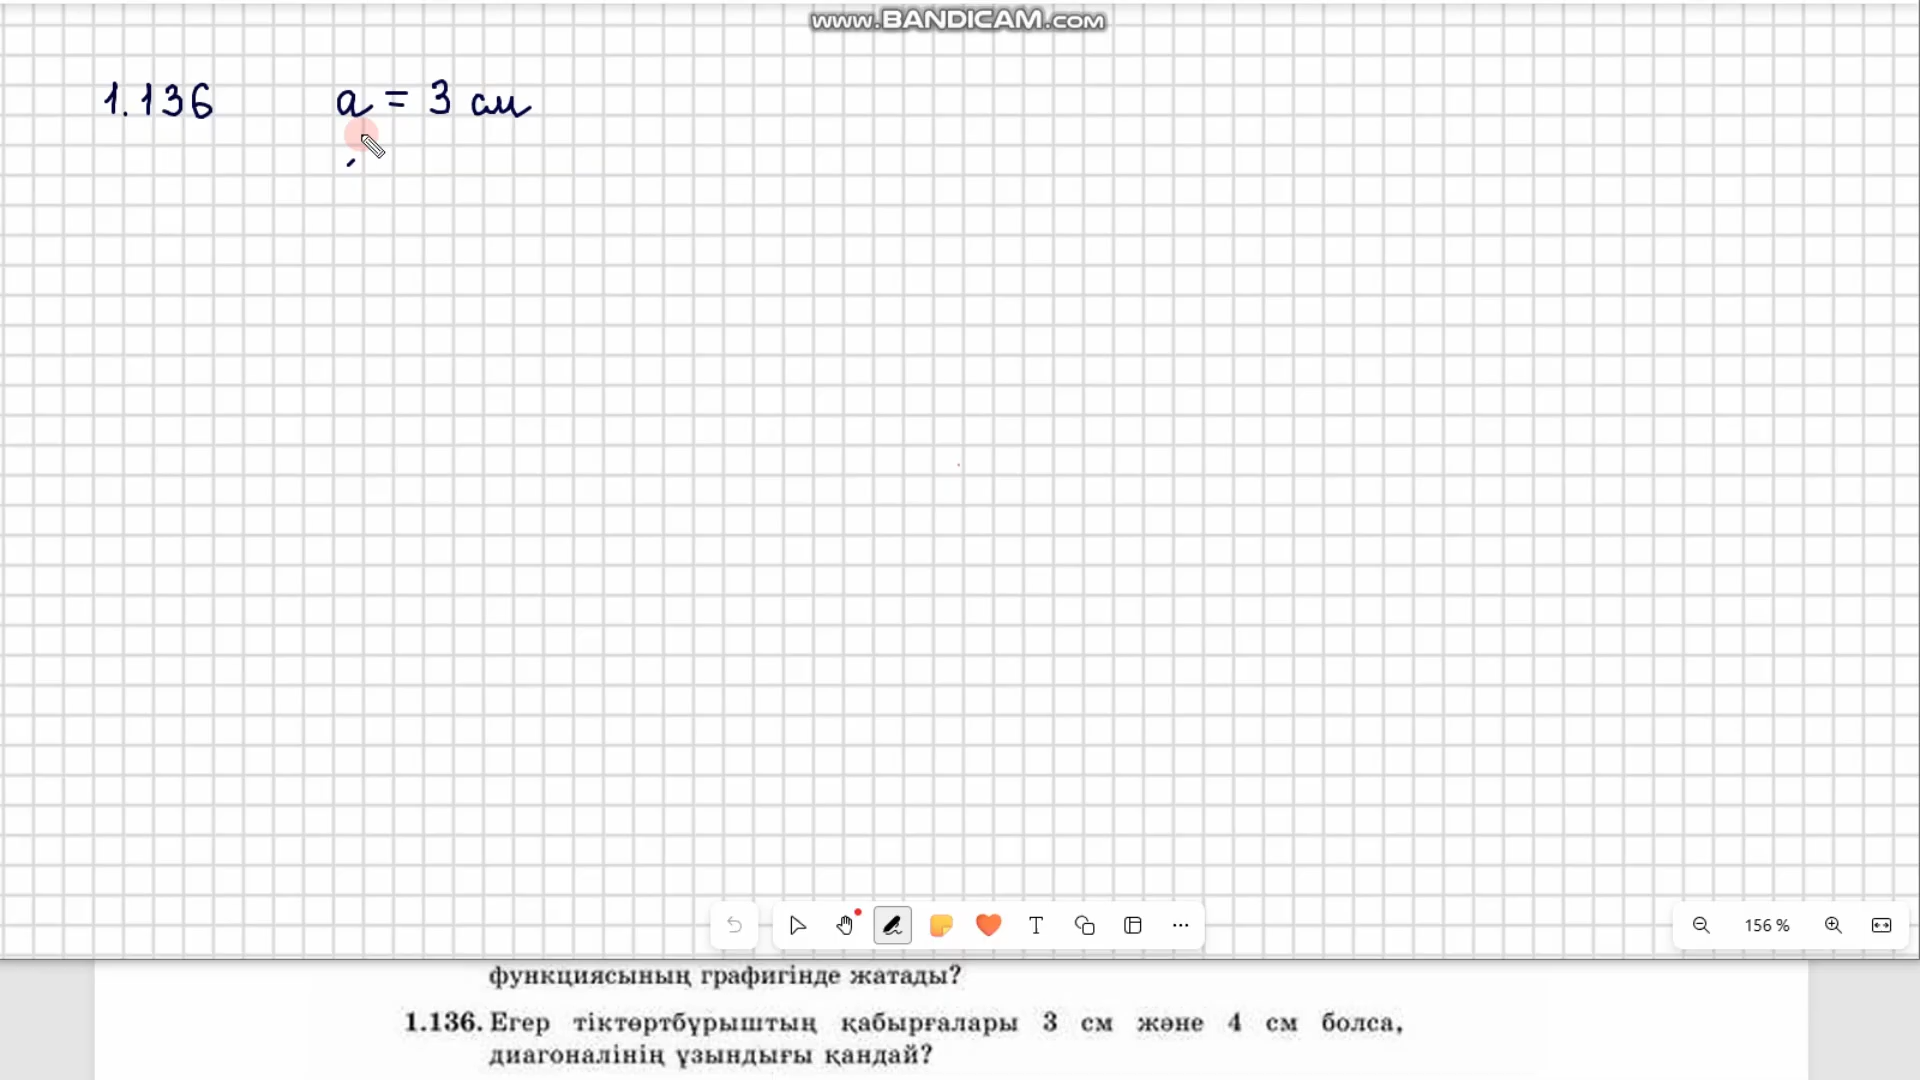 www.BANDICAM.com
1.136 a = 3 см
156 %
функциясының графигінде жатады?
1.136. Егер тіктөртбұрыштың қабырғалары 3 см және 4 см болса,
диагоналінің ұзындығы қандай?